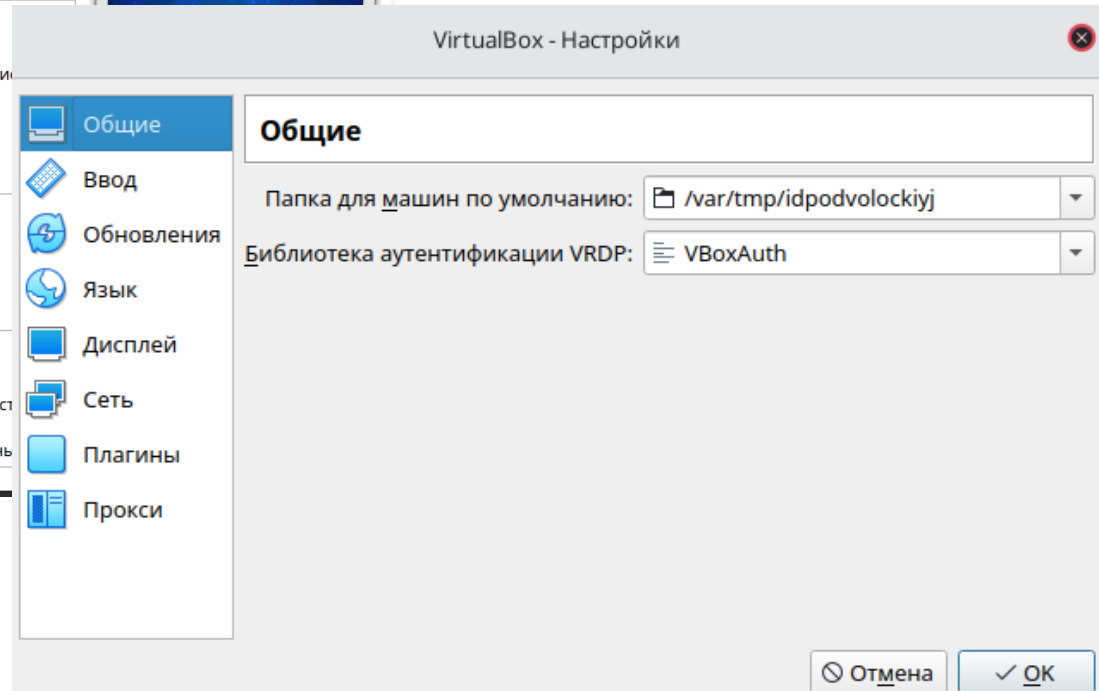 VirtualBox - Настройки
Общие
Ввод
Обновления
Язык
Дисплей
Сеть
Плагины
Прокси
Общие
Папка для машин по умолчанию: /var/tmp/idpodvolockiyj
Библиотека аутентификации VRDP: VBoxAuth
Отмена
OK